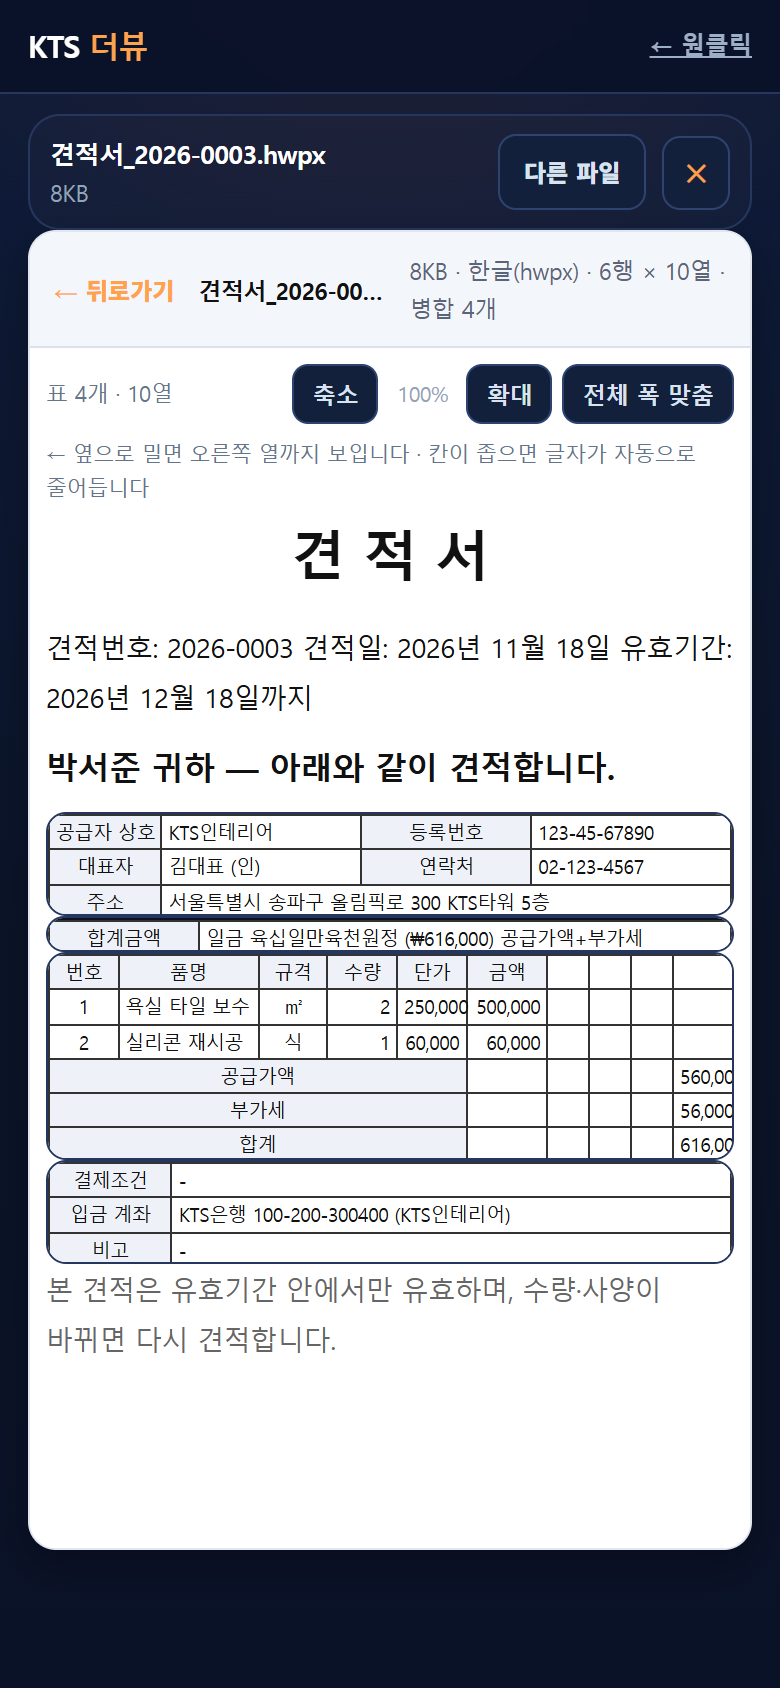 KTS 더뷰
← 원클릭
견적서_2026-0003.hwpx
8KB
다른 파일
×
← 뒤로가기
견적서_2026-00...
8KB · 한글(hwpx) · 6행 × 10열 ·
병합 4개
표 4개 · 10열
축소
100%
확대
전체 폭 맞춤
← 옆으로 밀면 오른쪽 열까지 보입니다 · 칸이 좁으면 글자가 자동으로
줄어듭니다
견 적 서
견적번호: 2026-0003 견적일: 2026년 11월 18일 유효기간:
2026년 12월 18일까지
박서준 귀하 — 아래와 같이 견적합니다.
공급자 상호 KTS인테리어 등록번호 123-45-67890
대표자 김대표 (인) 연락처 02-123-4567
주소 서울특별시 송파구 올림픽로 300 KTS타워 5층
합계금액 일금 육십일만육천원정 (₩616,000) 공급가액+부가세
번호 품명 규격 수량 단가 금액
1 욕실 타일 보수 ㎡ 2 250,000 500,000
2 실리콘 재시공 식 1 60,000 60,000
공급가액 560,00
부가세 56,000
합계 616,00
결제조건 -
입금 계좌 KTS은행 100-200-300400 (KTS인테리어)
비고 -
본 견적은 유효기간 안에서만 유효하며, 수량·사양이
바뀌면 다시 견적합니다.